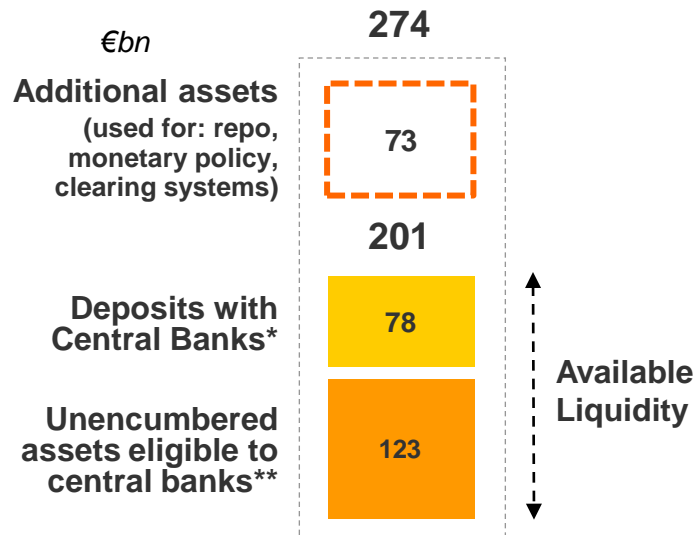 €bn
274
Additional assets
(used for: repo,
monetary policy,
clearing systems)
73
201
Deposits with
Central Banks*
78
Available
Liquidity
Unencumbered
assets eligible to
central banks**
123